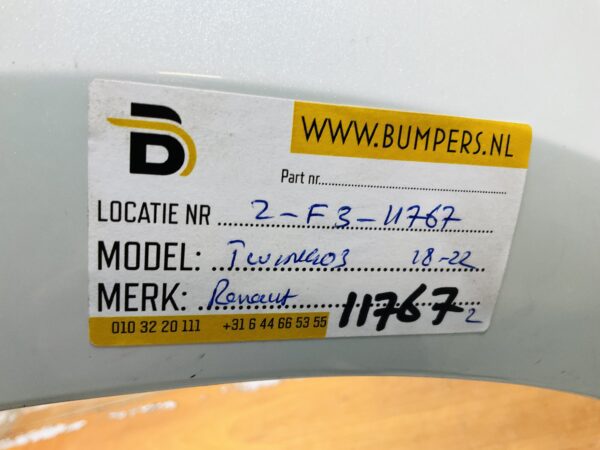 B
WWW.BUMPERS.NL
Part nr
LOCATIE NR 2-F3-11767
MODEL: Twingo3 18-22
MERK: Renault 11767 2
010 32 20 111 +31 6 44 66 53 55